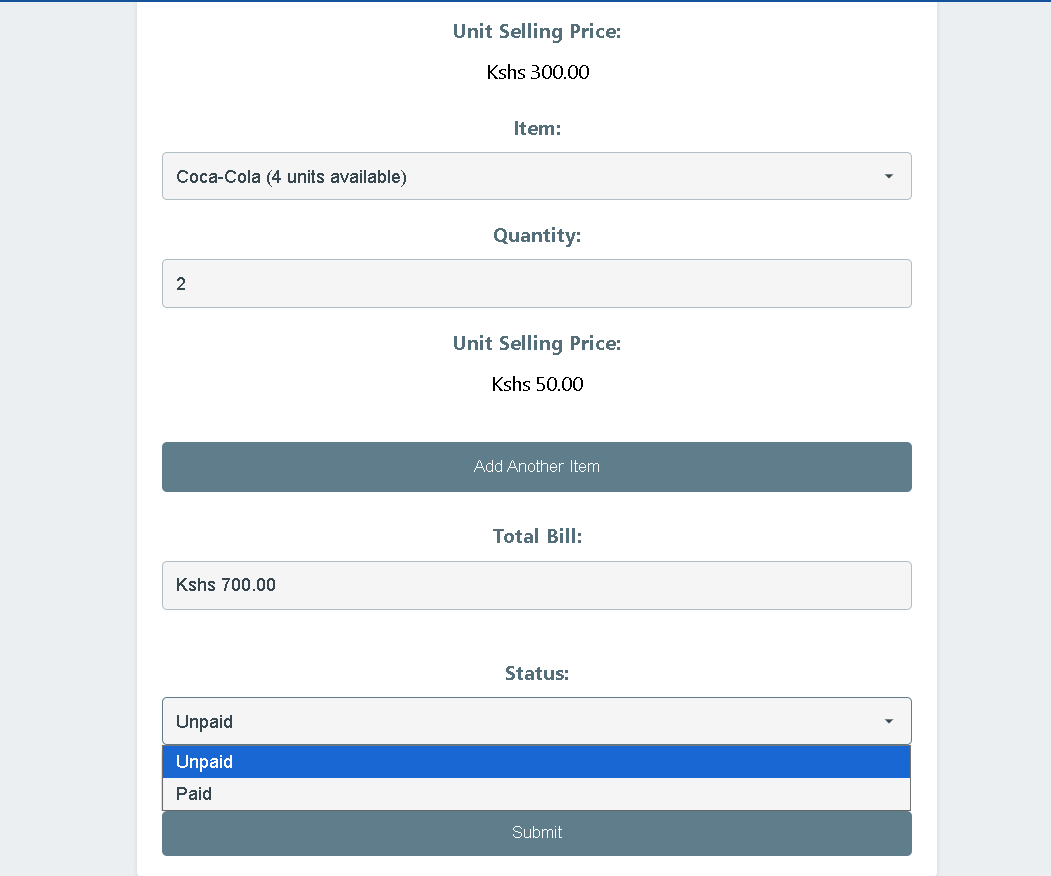 Unit Selling Price:
Kshs 300.00
Item:
Coca-Cola (4 units available)
Quantity:
2
Unit Selling Price:
Kshs 50.00
Add Another Item
Total Bill:
Kshs 700.00
Status:
Unpaid
Unpaid
Paid
Submit